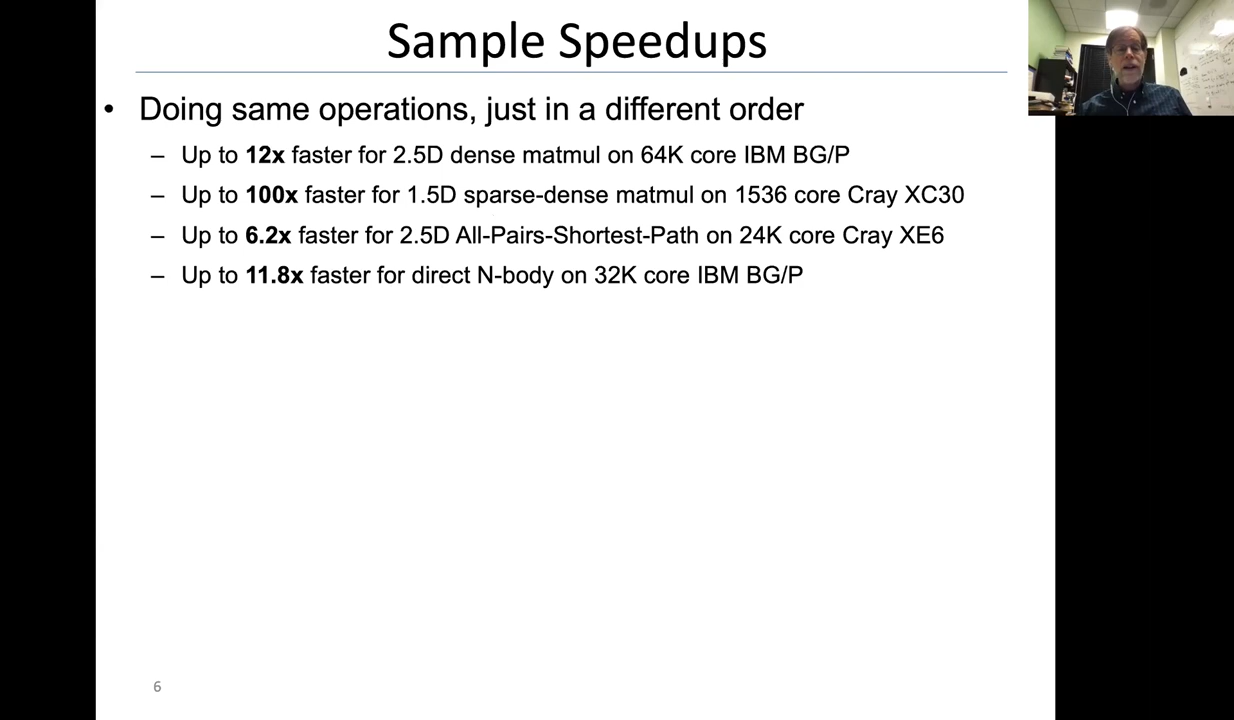 Sample Speedups
• Doing same operations, just in a different order
– Up to 12x faster for 2.5D dense matmul on 64K core IBM BG/P
– Up to 100x faster for 1.5D sparse-dense matmul on 1536 core Cray XC30
– Up to 6.2x faster for 2.5D All-Pairs-Shortest-Path on 24K core Cray XE6
– Up to 11.8x faster for direct N-body on 32K core IBM BG/P
6